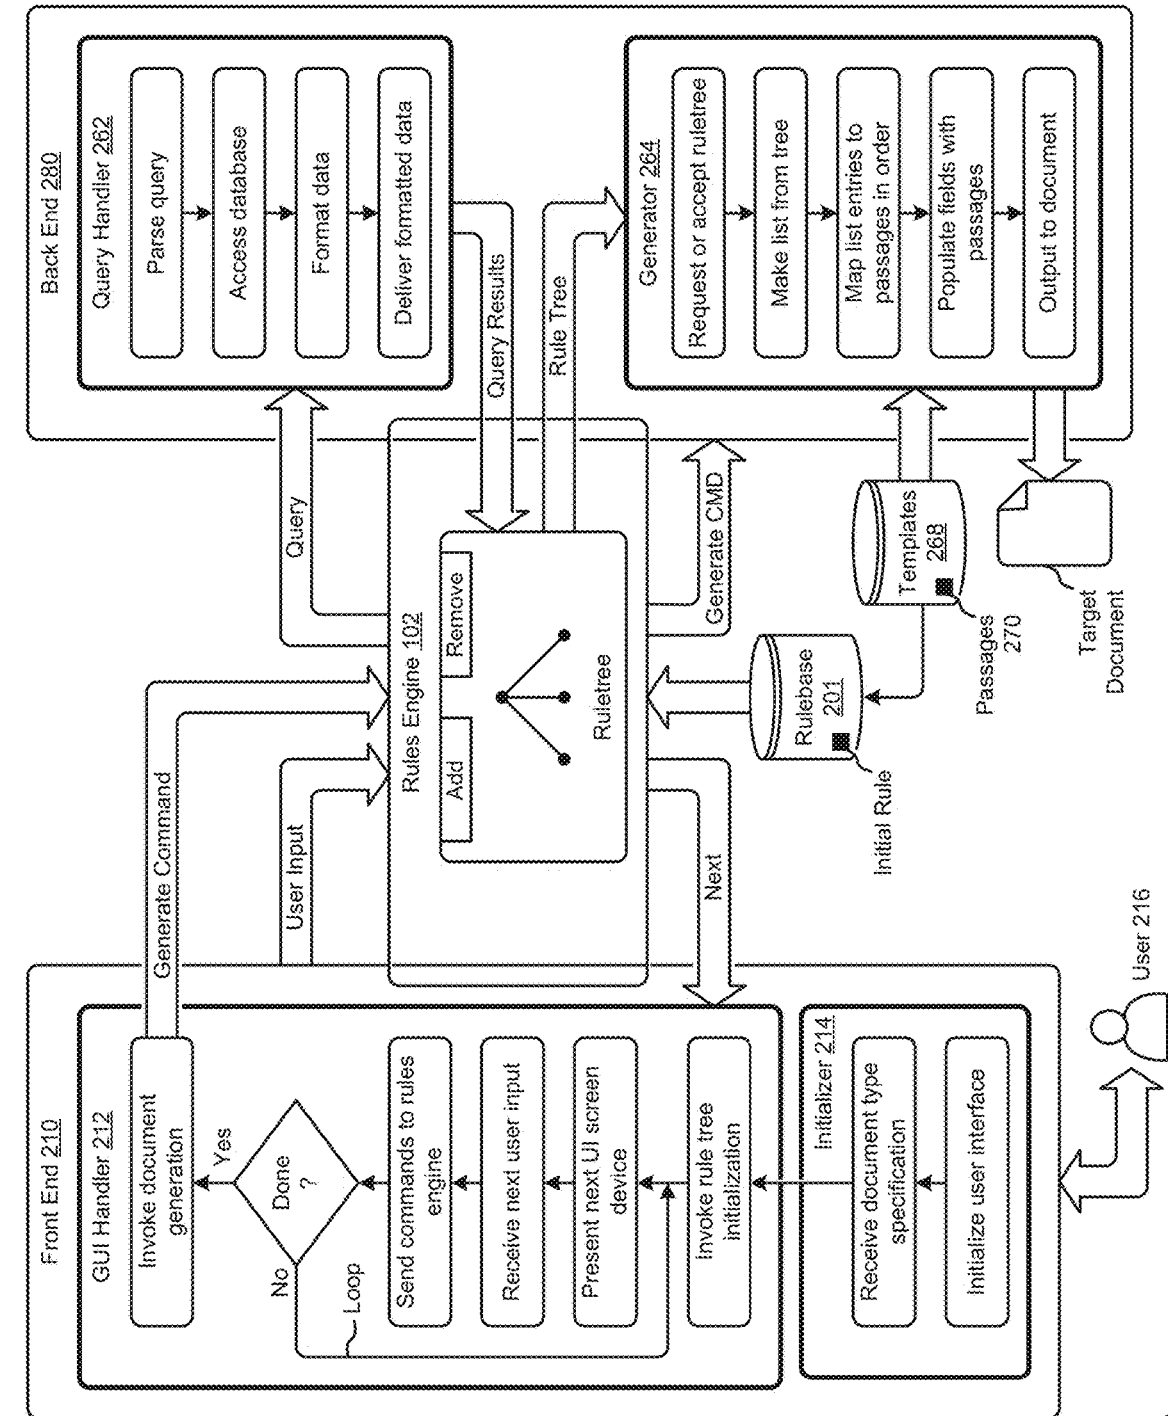 Front End 210
GUI Handler 212
Invoke document
generation
Yes
Done
?
No
Loop
Send commands to rules
engine
Receive next user input
Present next UI screen
device
Invoke rule tree
initialization
Initializer 214
Receive document type
specification
Initialize user interface
User 216
Generate Command
User Input
Next
Rules Engine 102
Add
Remove
Ruletree
Query
Query Results
Rule Tree
Generate CMD
Rulebase
201
Initial Rule
Templates
268
Passages
270
Target
Document
Back End 280
Query Handler 262
Parse query
Access database
Format data
Deliver formatted data
Generator 264
Request or accept ruletree
Make list from tree
Map list entries to
passages in order
Populate fields with
passages
Output to document